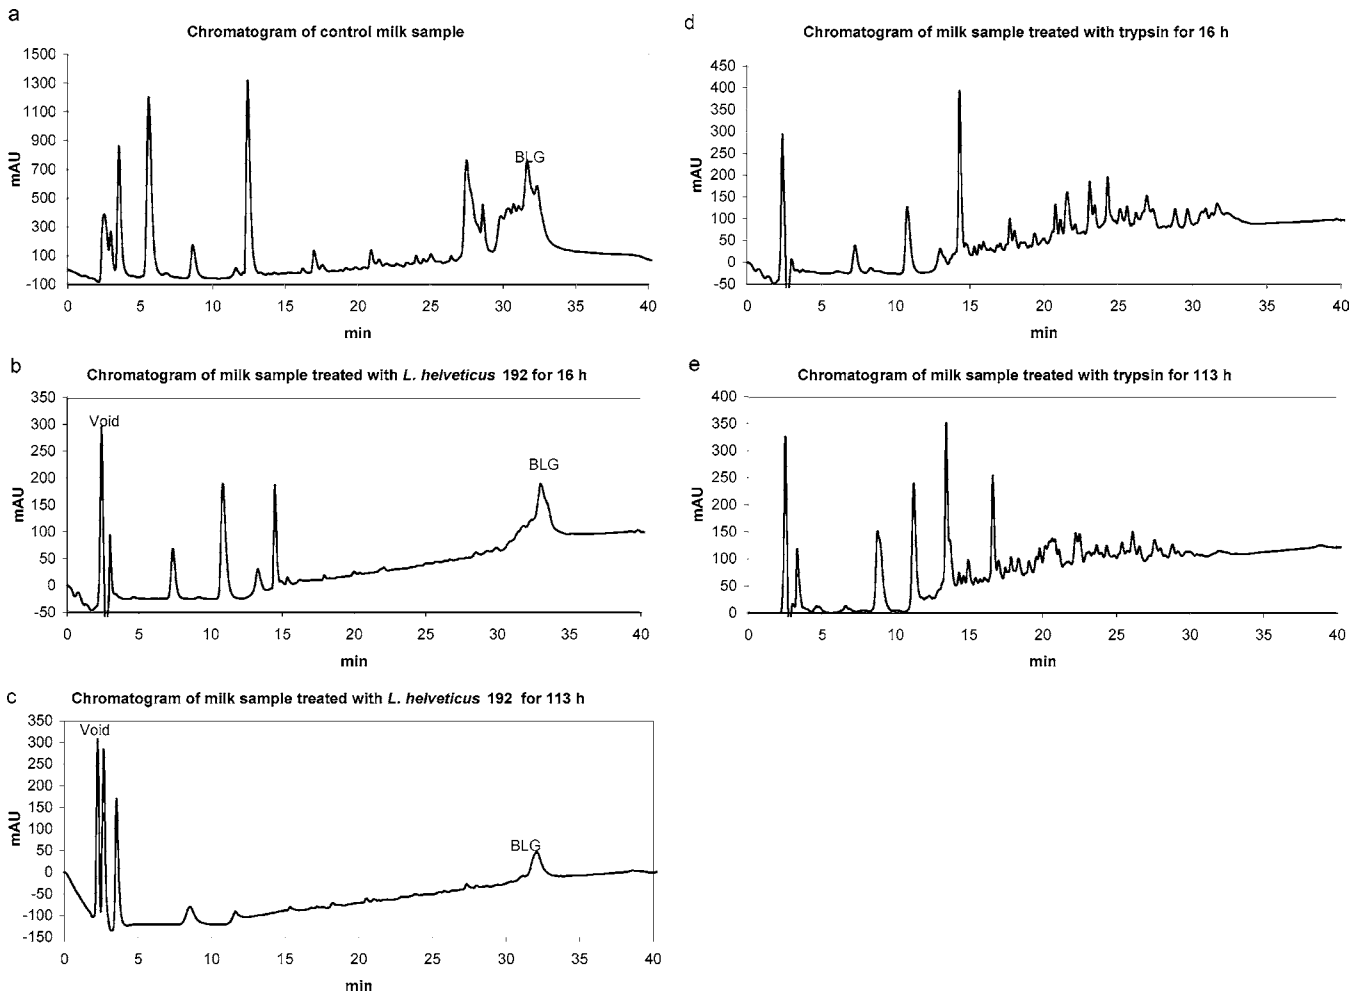 a
Chromatogram of control milk sample
1500
1300
1100
900
700
500
300
100
-100
mAU
BLG
0 5 10 15 20 25 30 35 40
min
b
Chromatogram of milk sample treated with L. helveticus 192 for 16 h
350
300
250
200
150
100
50
0
-50
mAU
Void
BLG
0 5 10 15 20 25 30 35 40
min
c
Chromatogram of milk sample treated with L. helveticus 192 for 113 h
350
300
250
200
150
100
50
0
-50
-100
-150
mAU
Void
BLG
0 5 10 15 20 25 30 35 40
min
d
Chromatogram of milk sample treated with trypsin for 16 h
450
400
350
300
250
200
150
100
50
0
-50
mAU
0 5 10 15 20 25 30 35 40
min
e
Chromatogram of milk sample treated with trypsin for 113 h
400
350
300
250
200
150
100
50
0
mAU
0 5 10 15 20 25 30 35 40
min